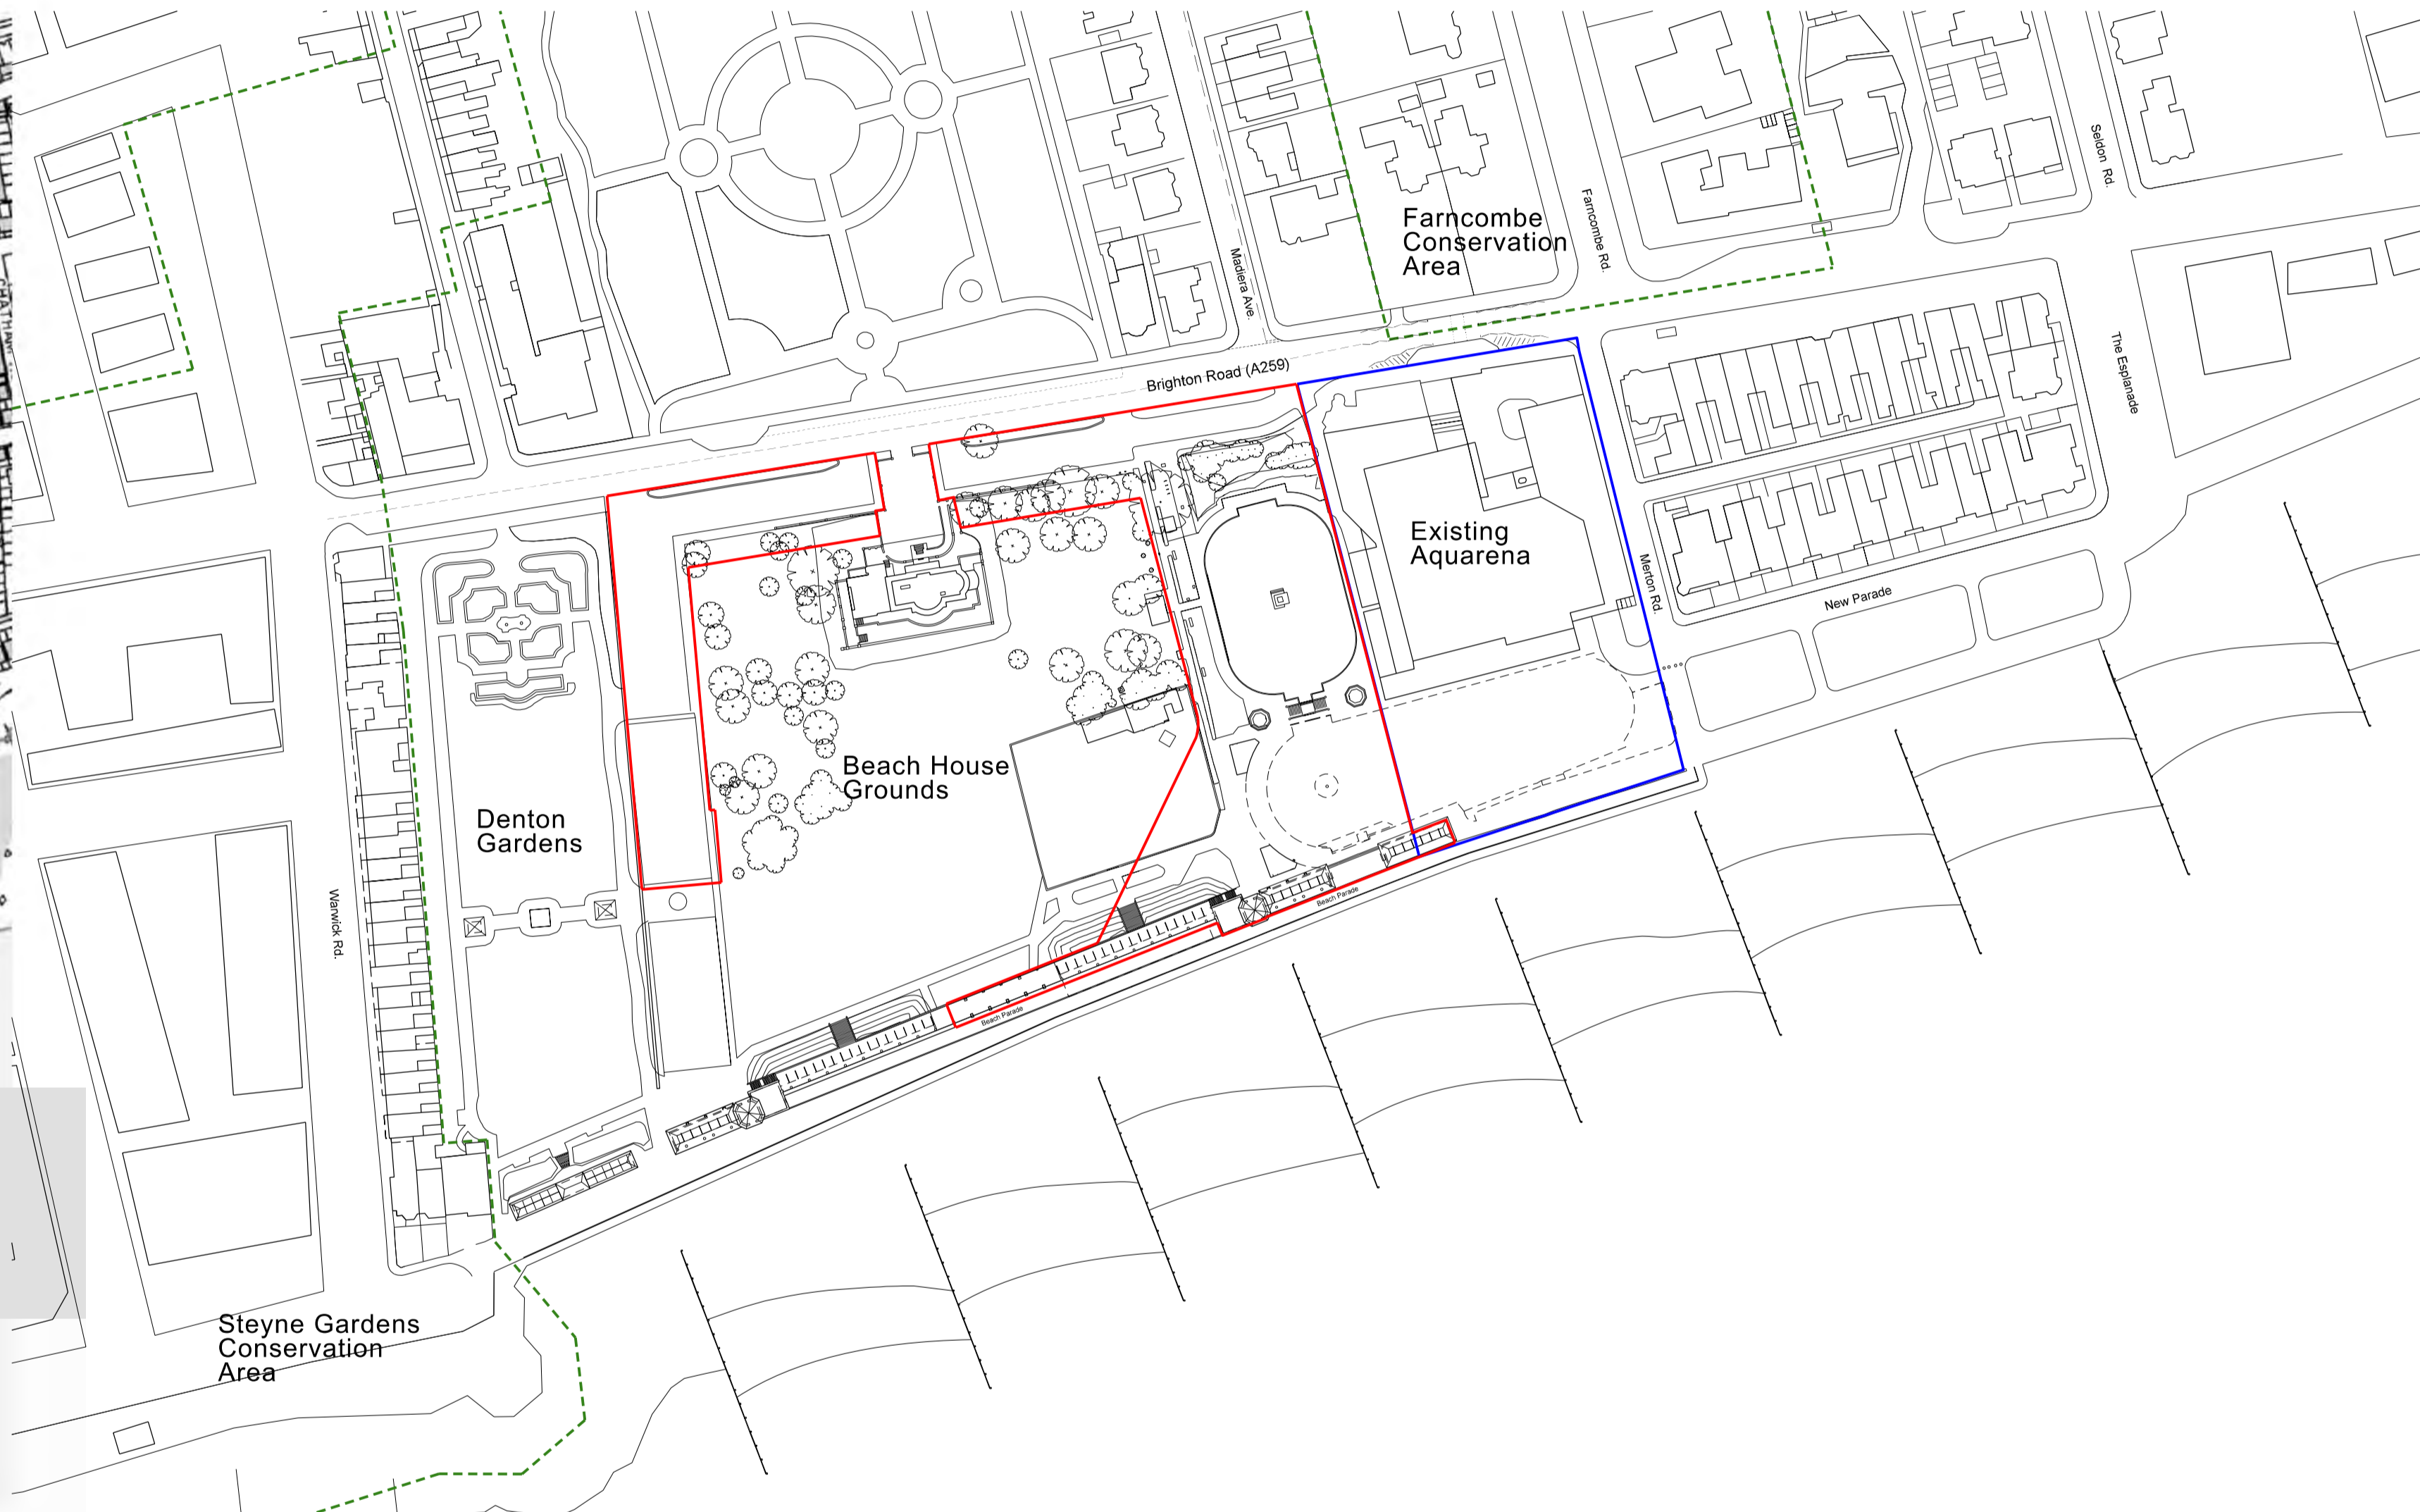 Seldon Rd.
Farncombe
Conservation
Area
Farncombe Rd.
Madiera Ave.
Brighton Road (A259)
The Esplanade
Existing
Aquarena
Merton Rd.
New Parade
Beach House
Grounds
Denton
Gardens
Warwick Rd.
Beach Parade
Beach Parade
Steyne Gardens
Conservation
Area